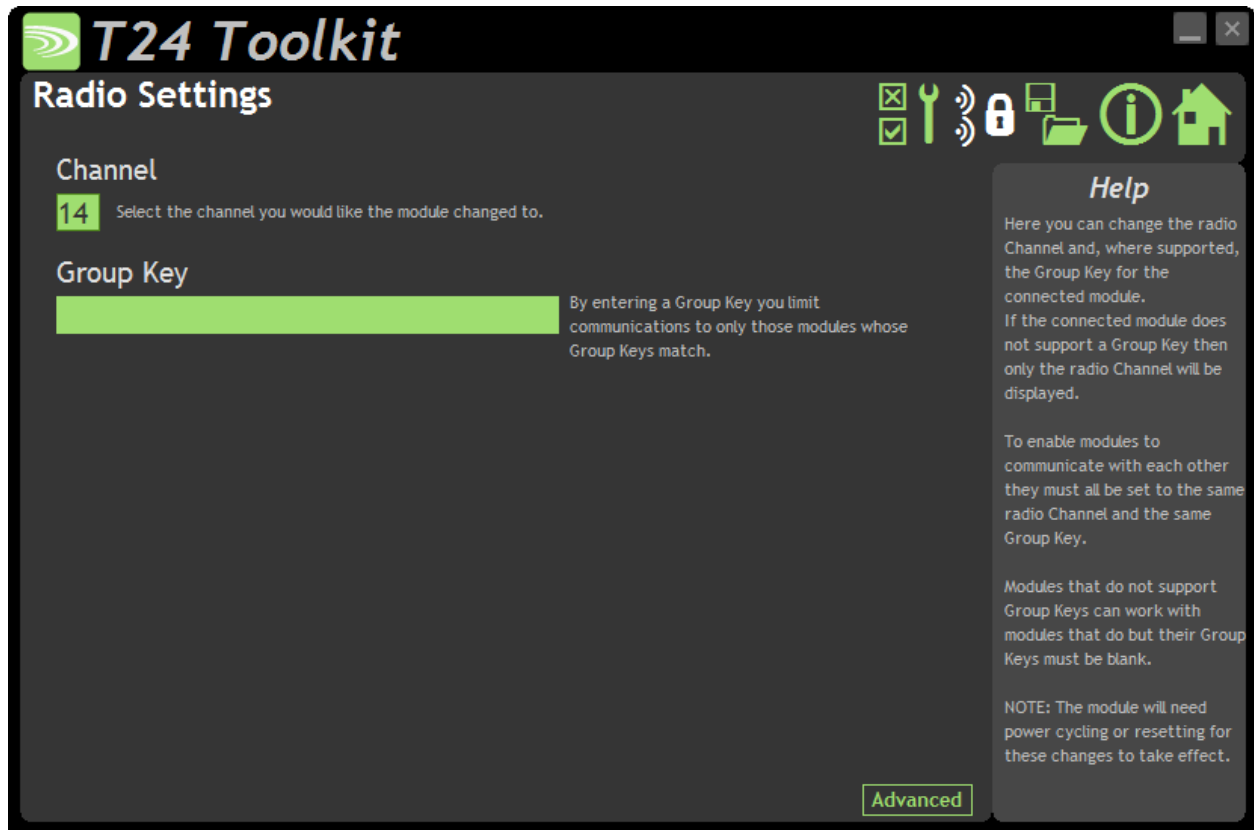 T24 Toolkit
Radio Settings
Channel
14
Select the channel you would like the module changed to.
Group Key
By entering a Group Key you limit
communications to only those modules whose
Group Keys match.
Help
Here you can change the radio
Channel and, where supported,
the Group Key for the
connected module.
If the connected module does
not support a Group Key then
only the radio Channel will be
displayed.
To enable modules to
communicate with each other
they must all be set to the same
radio Channel and the same
Group Key.
Modules that do not support
Group Keys can work with
modules that do but their Group
Keys must be blank.
NOTE: The module will need
power cycling or resetting for
these changes to take effect.
Advanced